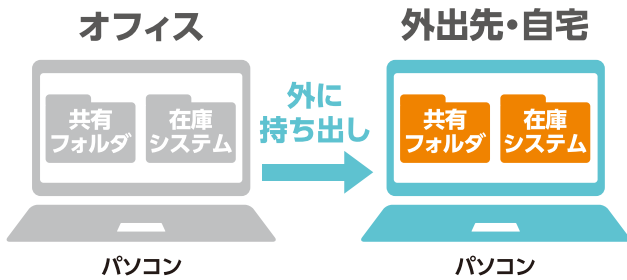 オフィス
外出先・自宅
共有
フォルダ
在庫
システム
外に
持ち出し
共有
フォルダ
在庫
システム
パソコン
パソコン